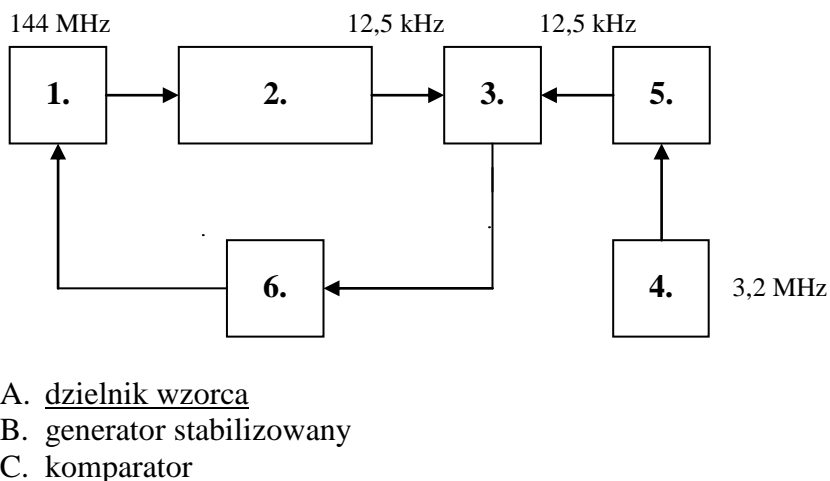 144 MHz 12,5 kHz 12,5 kHz
1. 2. 3. 5.
6. 4. 3,2 MHz
A. dzielnik wzorca
B. generator stabilizowany
C. komparator